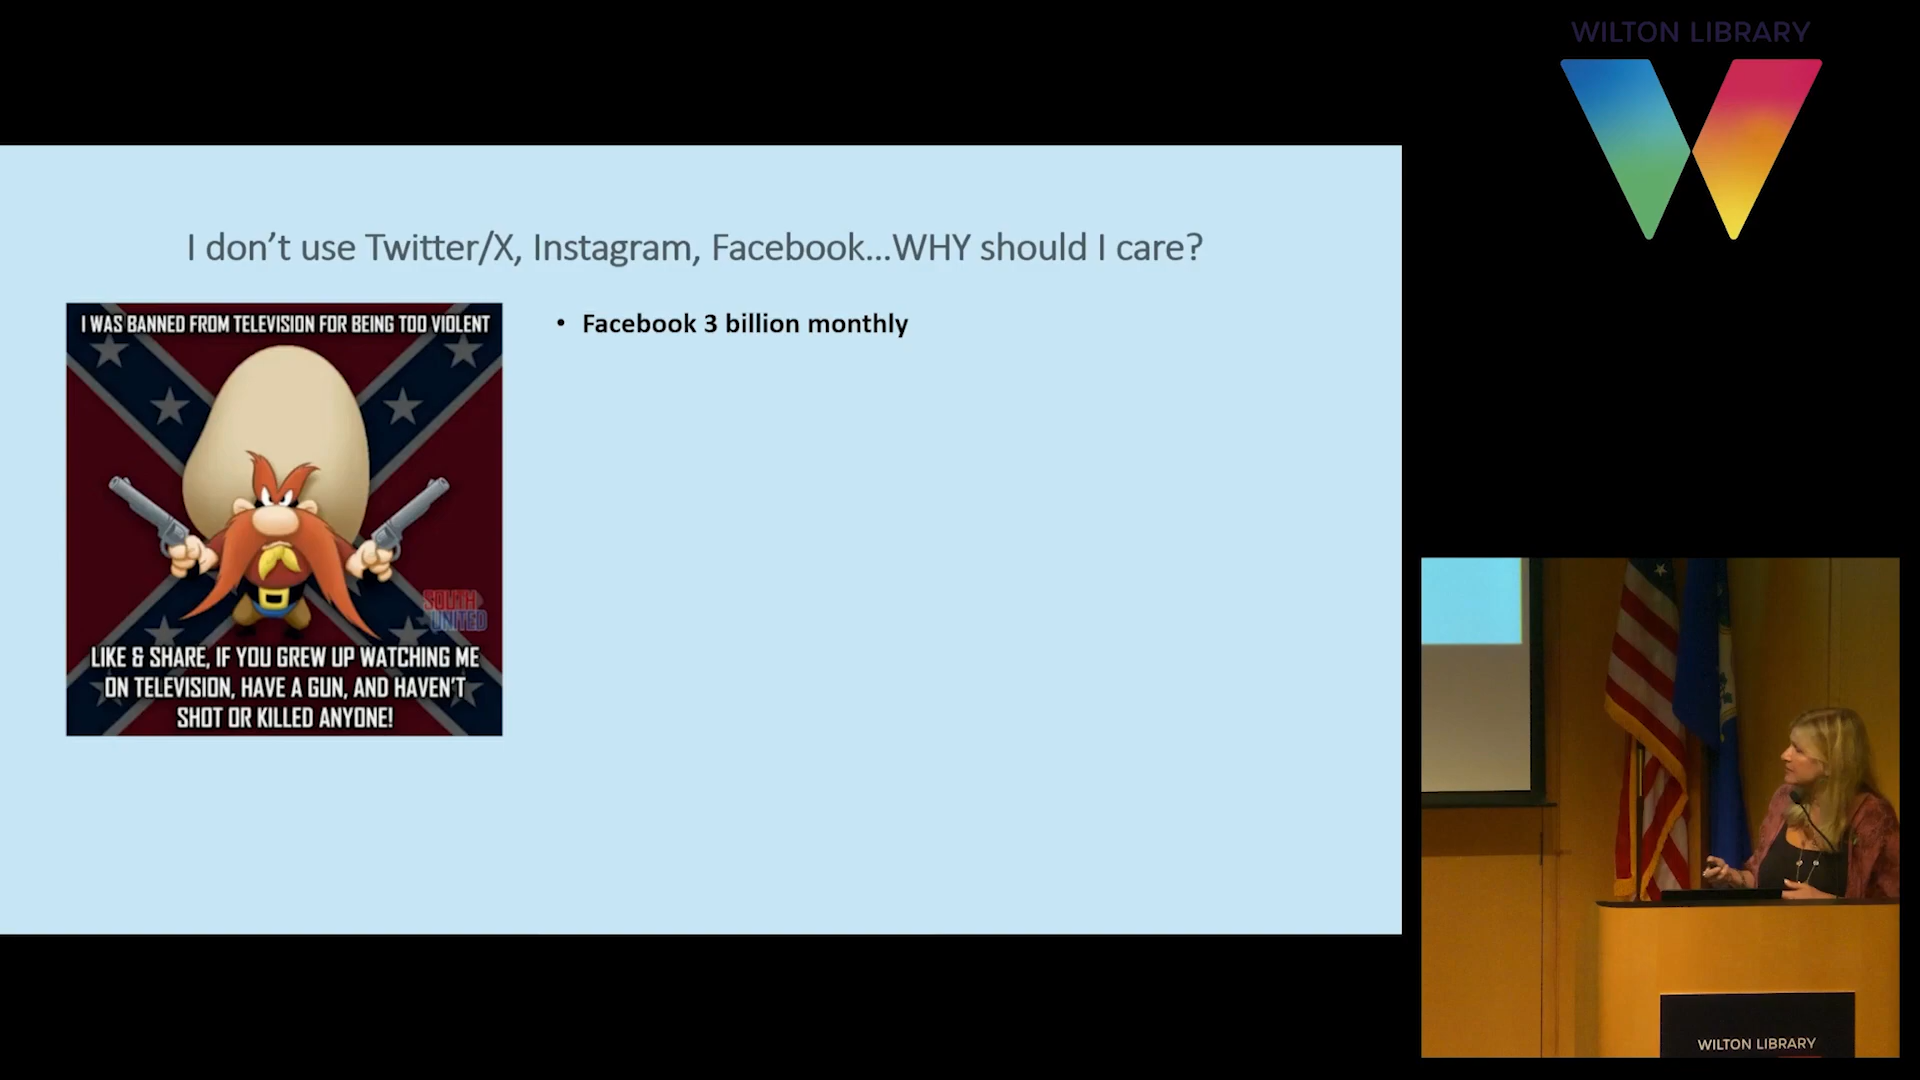 WILTON LIBRARY
I don’t use Twitter/X, Instagram, Facebook...WHY should I care?
I WAS BANNED FROM TELEVISION FOR BEING TOO VIOLENT
SOUTH
UNITED
LIKE & SHARE, IF YOU GREW UP WATCHING ME
ON TELEVISION, HAVE A GUN, AND HAVEN'T
SHOT OR KILLED ANYONE!
• Facebook 3 billion monthly
WILTON LIBRARY